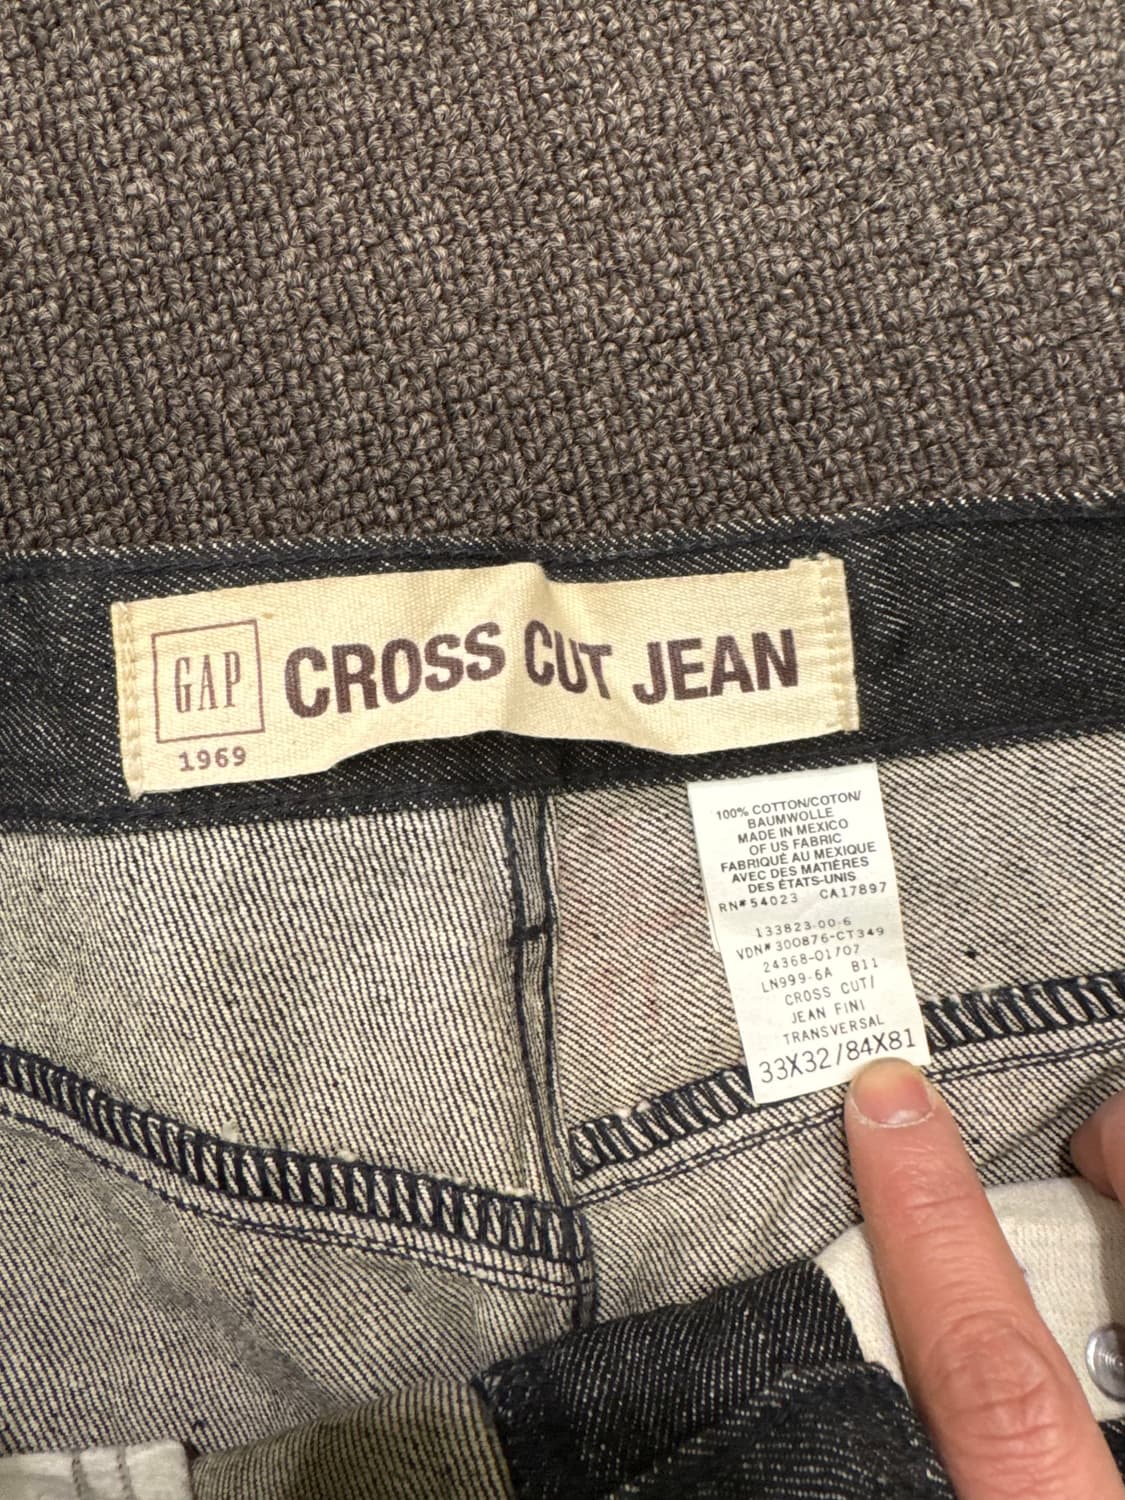 GAP
1969
CROSS CUT JEAN
100% COTTON/COTON/
BAUMWOLLE
MADE IN MEXICO
OF US FABRIC
FABRIQUÉ AU MEXIQUE
AVEC DES MATIÈRES
DES ÉTATS-UNIS
RN# 54023 CA17897
133823-00-6
VDN# 300876-CT349
24368-01/07
LN999-6A B11
CROSS CUT/
JEAN FINI
TRANSVERSAL
33X32/84X81